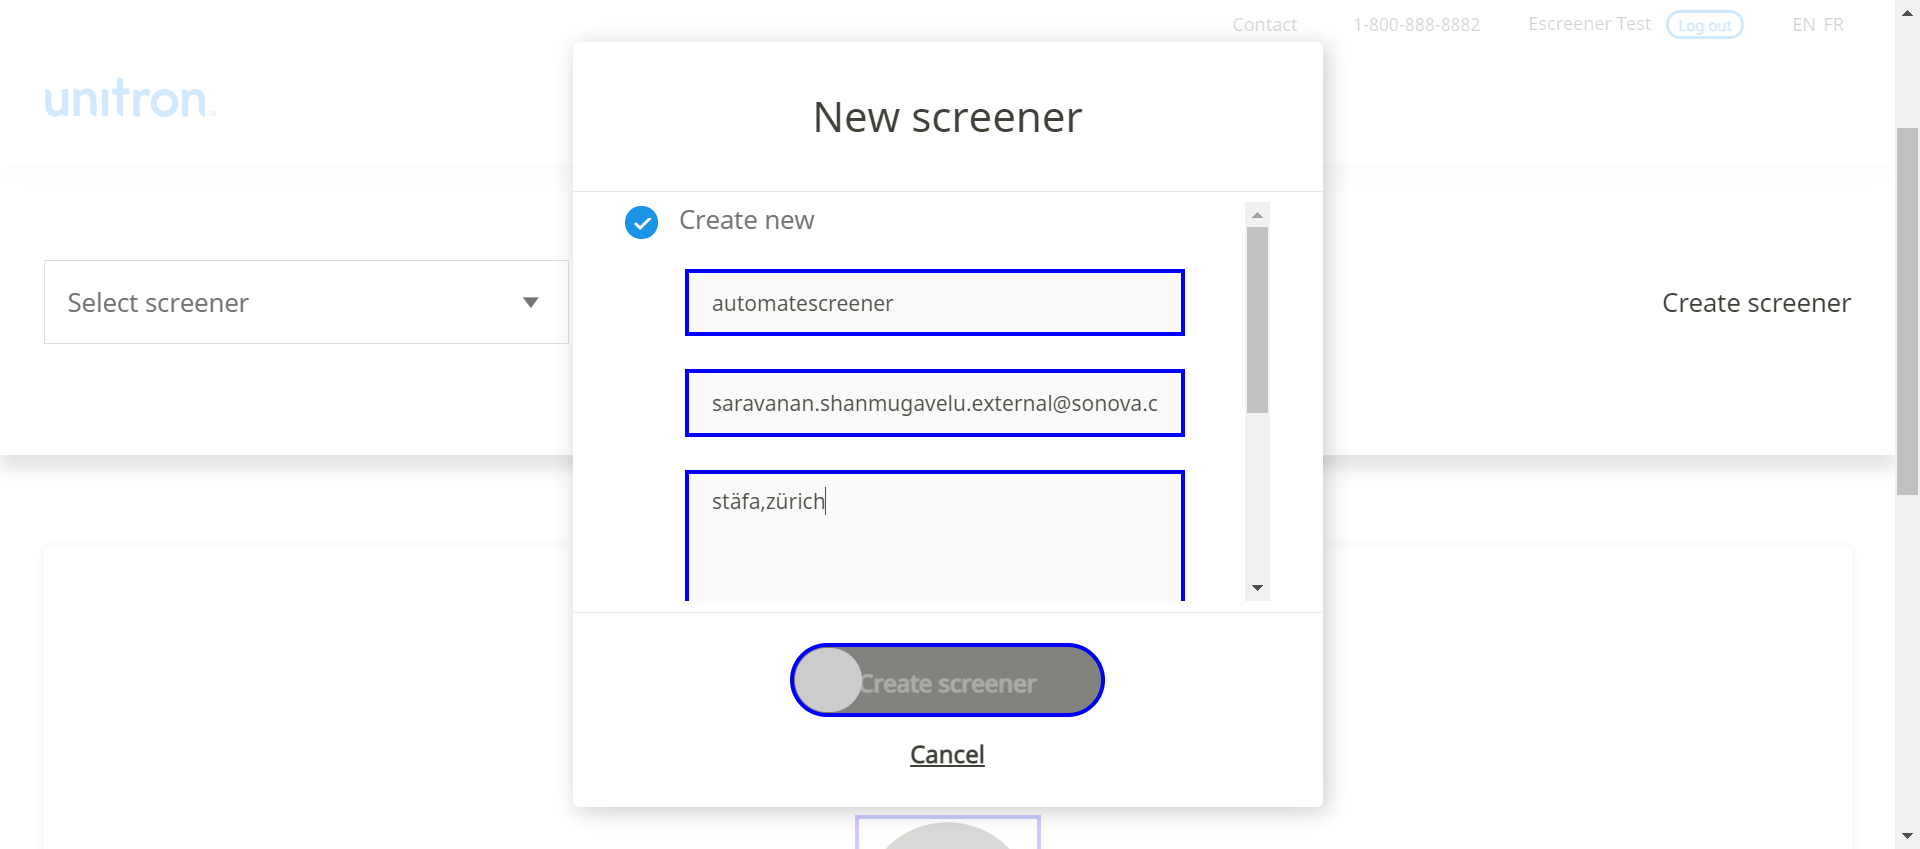 Contact 1-800-888-8882 Escreener Test Log out EN FR
unitron
New screener
Create new
Select screener
automatescreener
Create screener
saravanan.shanmugavelu.external@sonova.c
stäfa,zürich
Create screener
Cancel